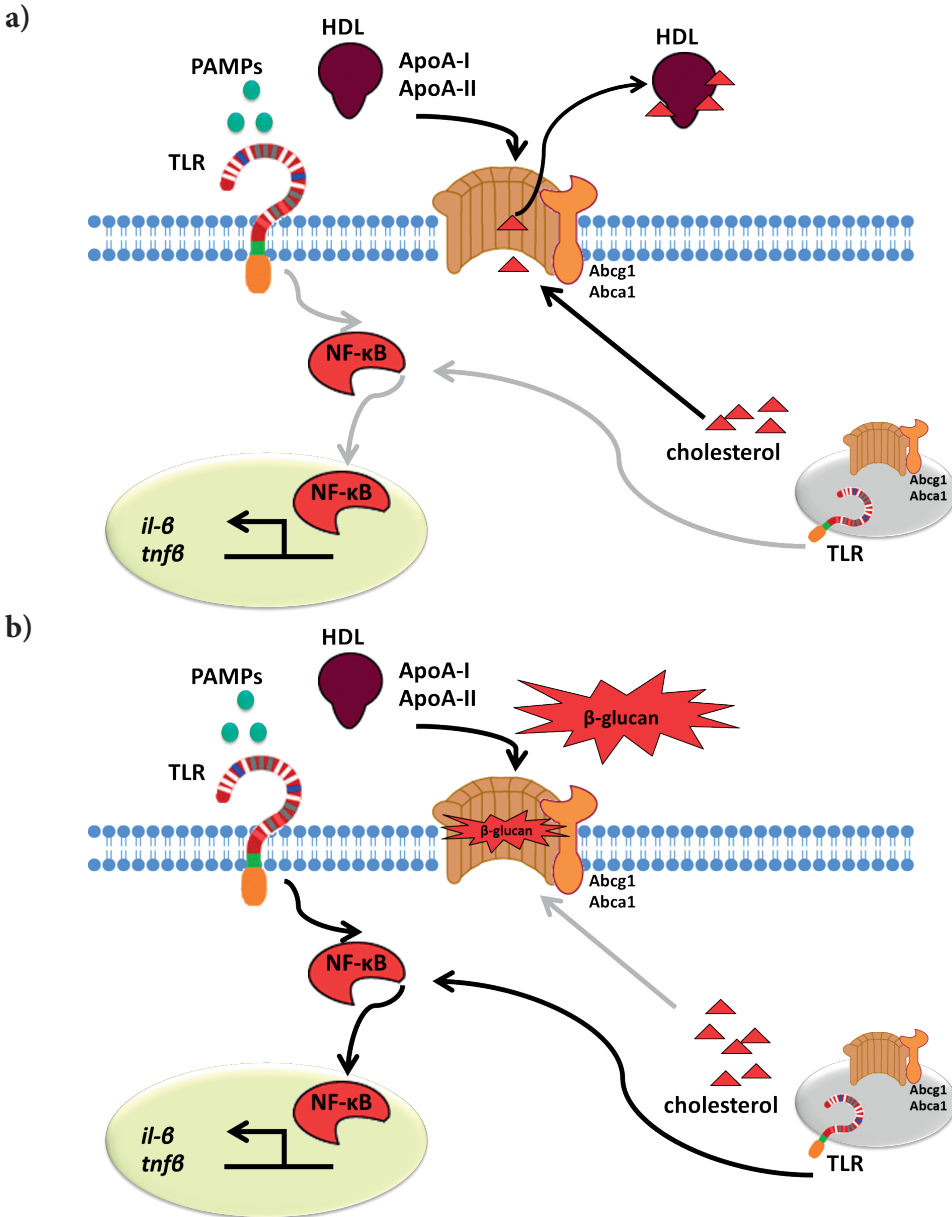 a)
HDL
HDL
PAMPs
ApoA-I
ApoA-II
TLR
Abcg1
Abca1
NF-κB
cholesterol
Abcg1
Abca1
NF-κB
il-β
tnfβ
TLR
b)
HDL
PAMPs
ApoA-I
ApoA-II
β-glucan
TLR
β-glucan
Abcg1
Abca1
NF-κB
cholesterol
Abcg1
Abca1
NF-κB
il-β
tnfβ
TLR